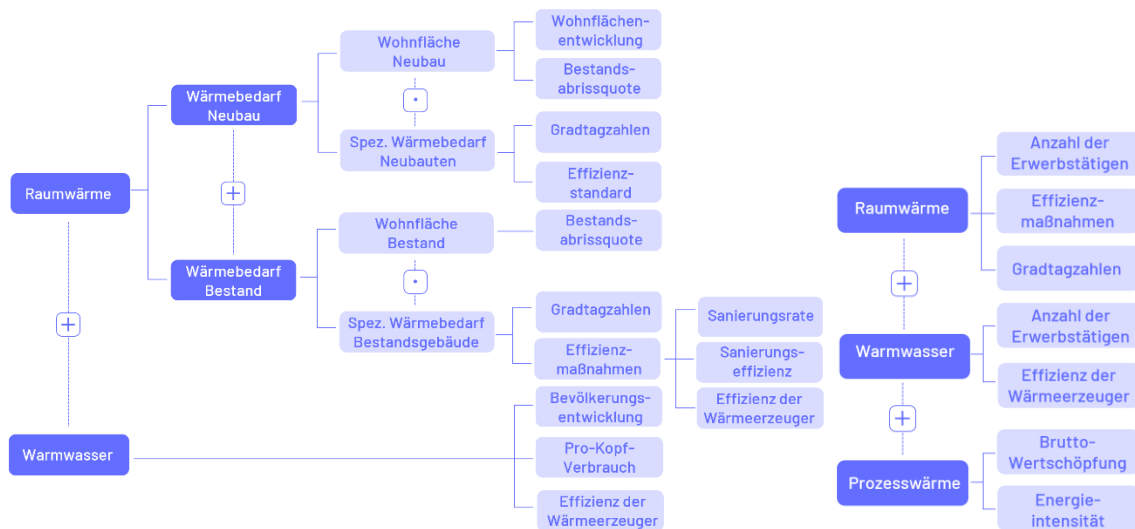 Raumwärme
+
Warmwasser
Wärmebedarf
Neubau
+
Wärmebedarf
Bestand
Wohnfläche
Neubau
·
Spez. Wärmebedarf
Neubauten
Wohnfläche
Bestand
·
Spez. Wärmebedarf
Bestandsgebäude
Wohnflächen-
entwicklung
Bestands-
abrissquote
Gradtagzahlen
Effizienz-
standard
Bestands-
abrissquote
Gradtagzahlen
Effizienz-
maßnahmen
Sanierungsrate
Sanierungs-
effizienz
Effizienz der
Wärmeerzeuger
Bevölkerungs-
entwicklung
Pro-Kopf-
Verbrauch
Effizienz der
Wärmeerzeuger
Raumwärme
+
Warmwasser
+
Prozesswärme
Anzahl der
Erwerbstätigen
Effizienz-
maßnahmen
Gradtagzahlen
Anzahl der
Erwerbstätigen
Effizienz der
Wärmeerzeuger
Brutto-
Wertschöpfung
Energie-
intensität